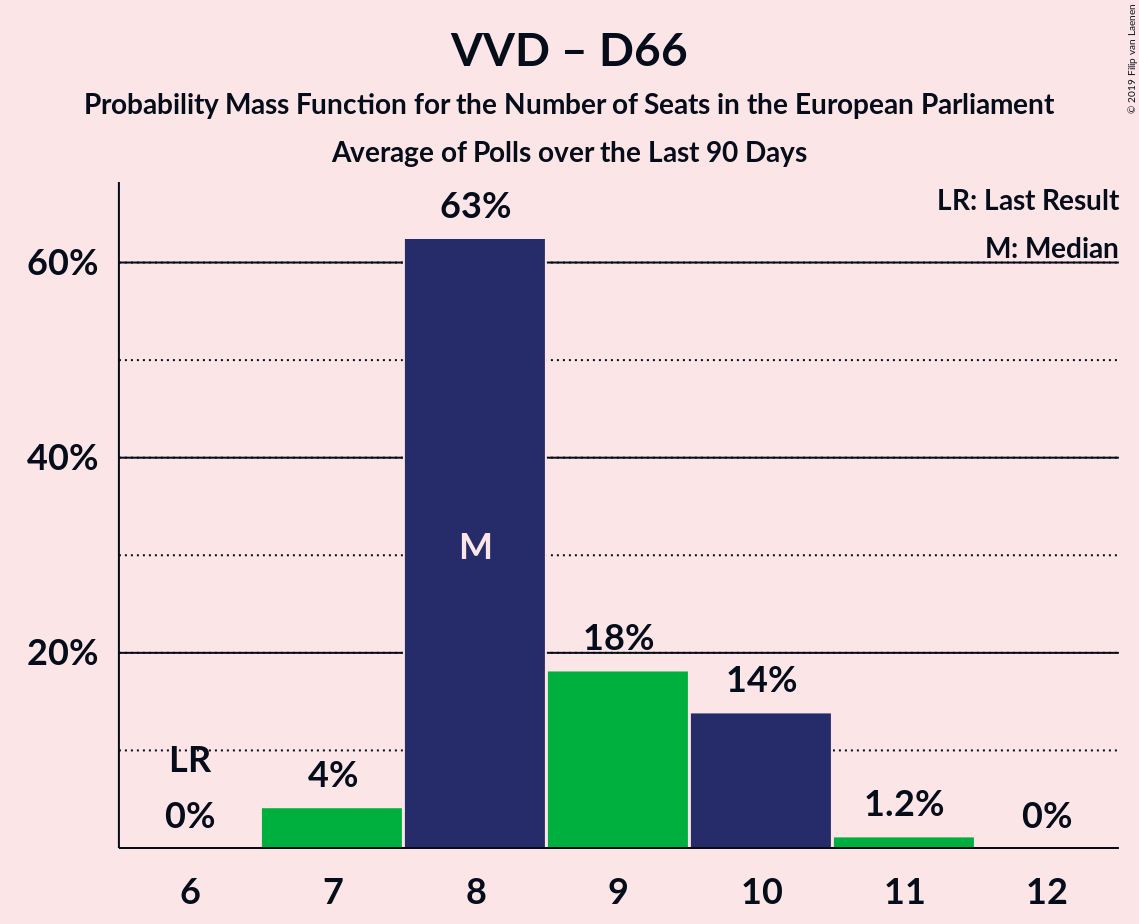 VVD – D66
Probability Mass Function for the Number of Seats in the European Parliament
Average of Polls over the Last 90 Days
© 2019 Filip van Laenen
LR: Last Result
M: Median
63%
60%
40%
M
20%
18%
14%
LR
0%
4%
1.2%
0%
6 7 8 9 10 11 12